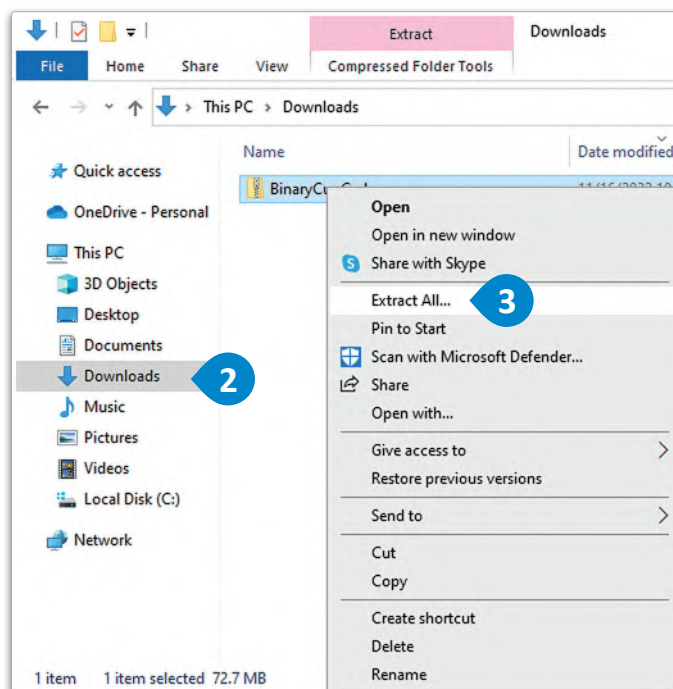 Extract
Downloads
File
Home
Share
View
Compressed Folder Tools
This PC
Downloads
Name
Date modified
Quick access
OneDrive - Personal
This PC
3D Objects
Desktop
Documents
Downloads
2
Music
Pictures
Videos
Local Disk (C:)
Network
Open
Open in new window
Share with Skype
Extract All...
3
Pin to Start
Scan with Microsoft Defender...
Share
Open with...
Give access to
Restore previous versions
Send to
Cut
Copy
Create shortcut
Delete
Rename
1 item
1 item selected 72.7 MB